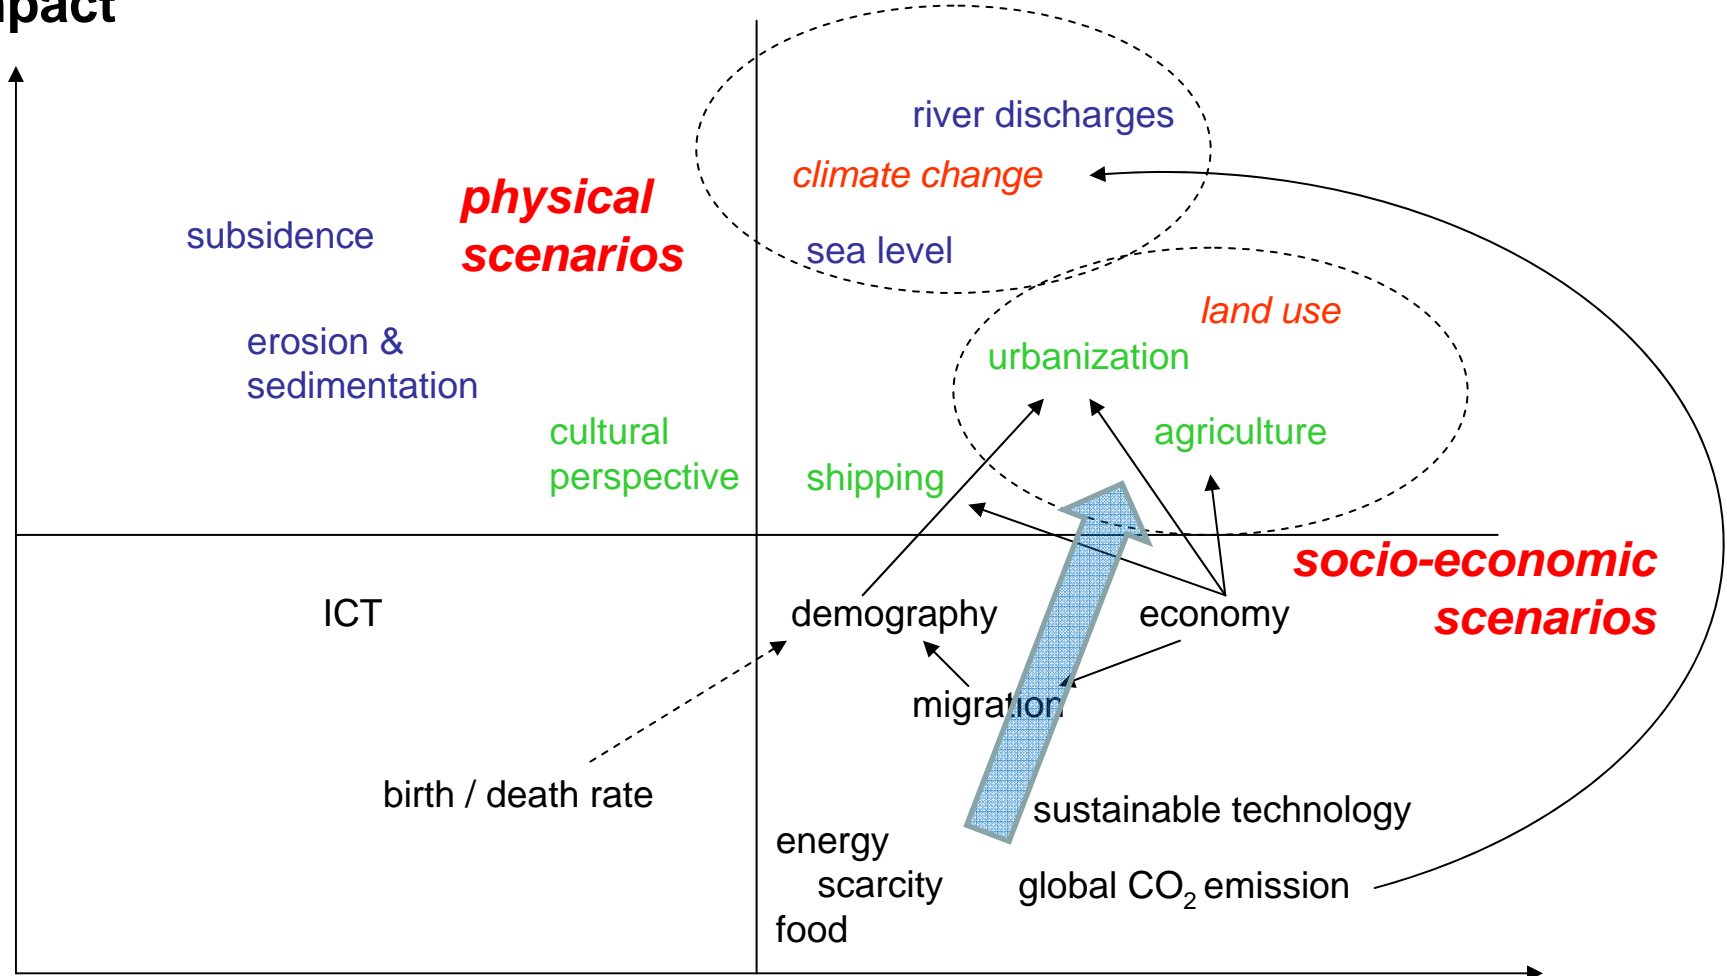 mpact
river discharges
climate change
physical
scenarios
subsidence
sea level
land use
erosion &
sedimentation
urbanization
cultural
perspective
agriculture
shipping
socio-economic
scenarios
ICT
demography
economy
migration
birth / death rate
sustainable technology
energy
scarcity
food
global CO₂ emission